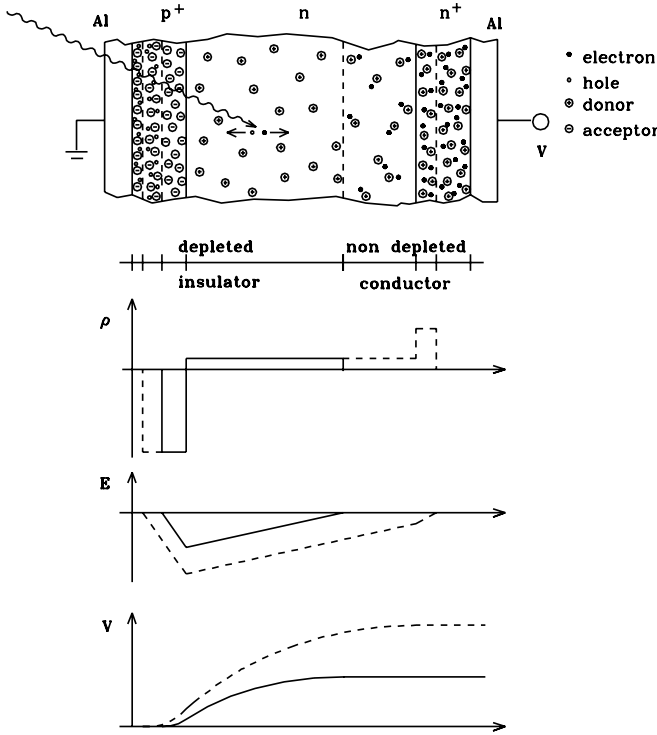 Al p+ n n+ Al
electron
hole
donor
acceptor
V
depleted non depleted
insulator conductor
ρ
E
V